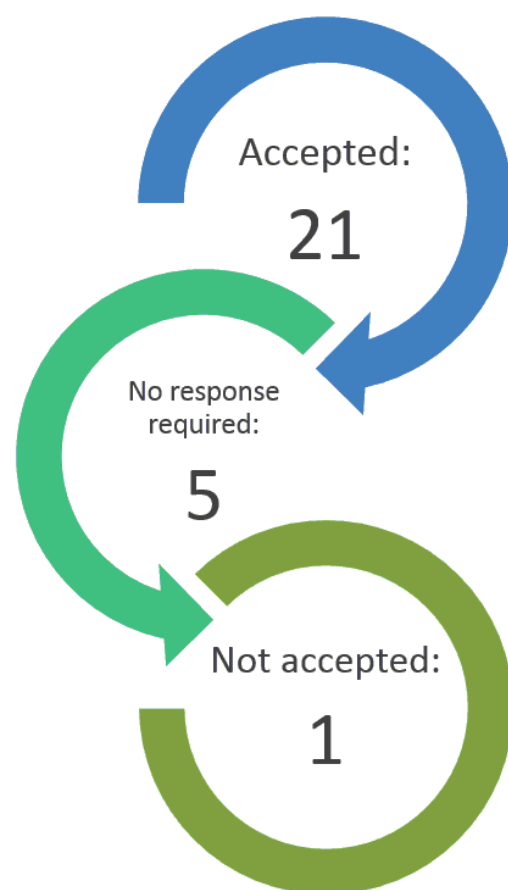 Accepted:
21
No response
required:
5
Not accepted:
1